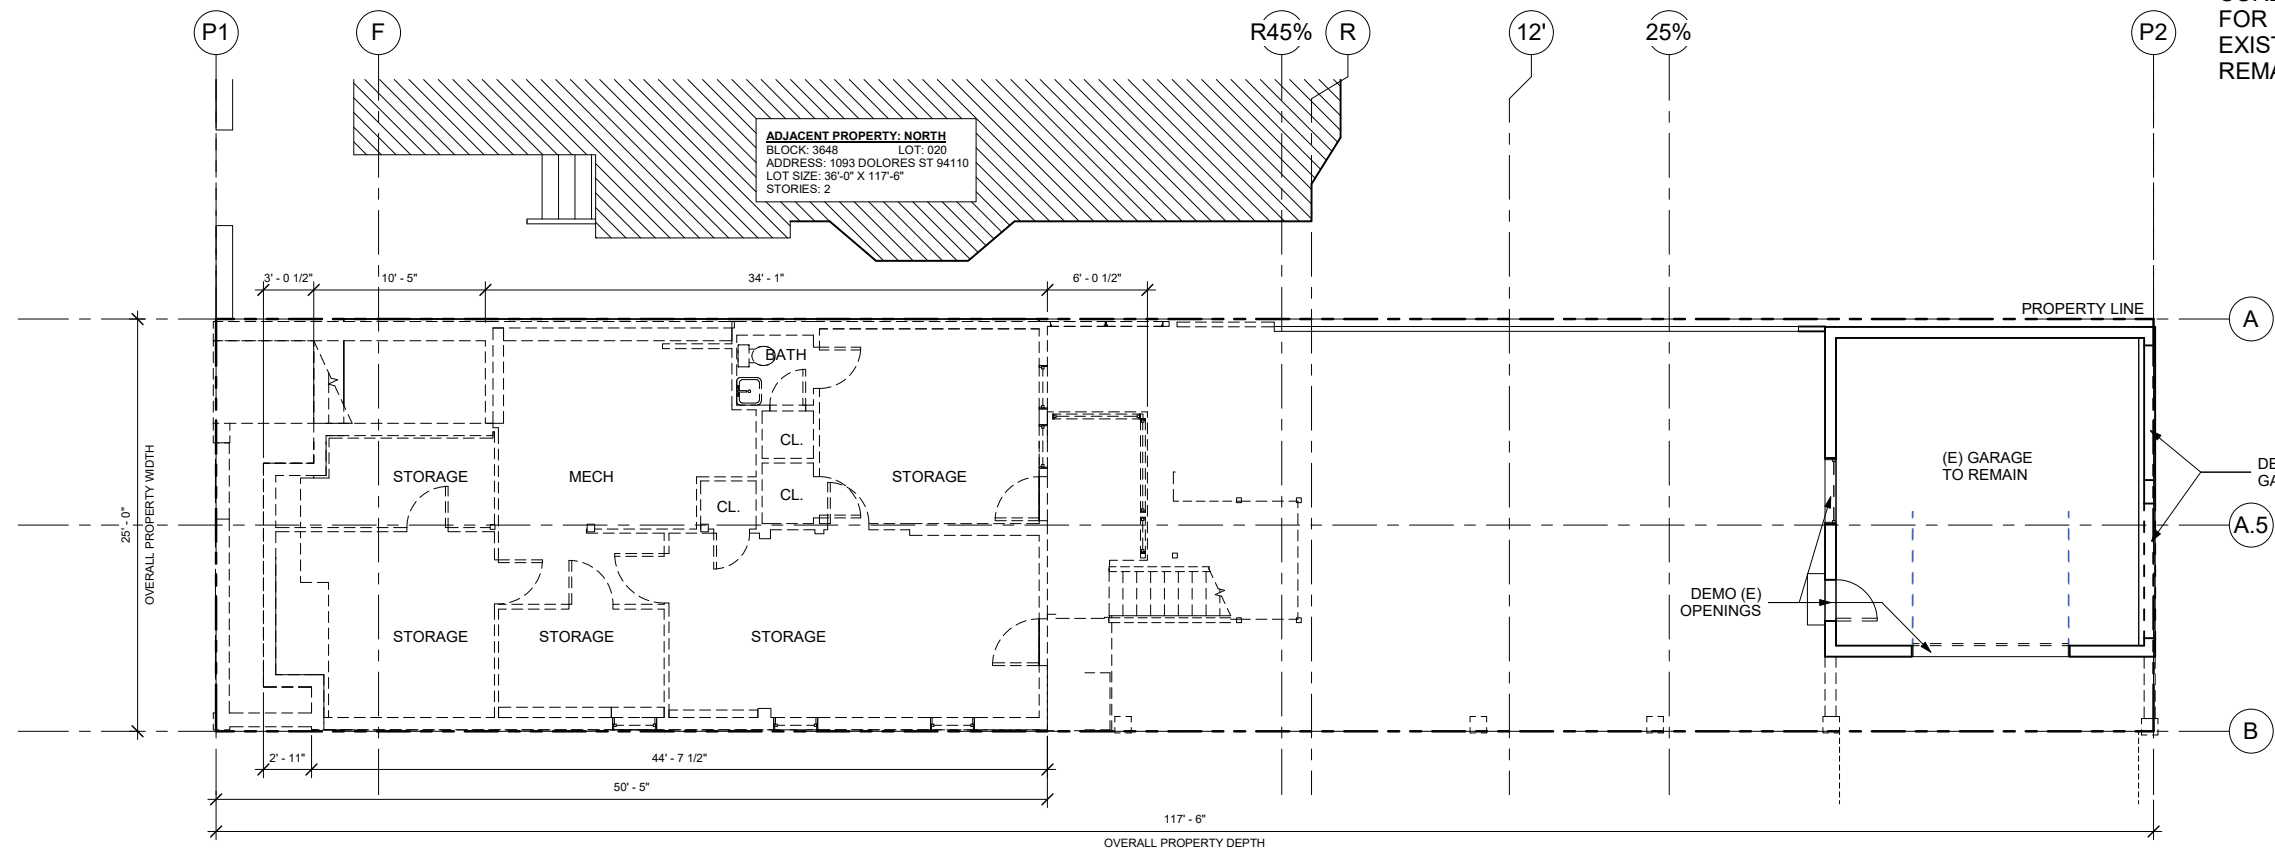 P1
F
R45%
R
12'
25%
P2
FOR
EXIST
REMA
ADJACENT PROPERTY: NORTH
BLOCK: 3648 LOT: 020
ADDRESS: 1093 DOLORES ST 94110
LOT SIZE: 36'-0" X 117'-6"
STORIES: 2
3' - 0 1/2"
10' - 5"
34' - 1"
6' - 0 1/2"
PROPERTY LINE
A
BATH
CL.
STORAGE
MECH
STORAGE
CL.
CL.
(E) GARAGE
TO REMAIN
DE
GA
25' - 0"
OVERALL PROPERTY WIDTH
A.5
DEMO (E)
OPENINGS
STORAGE
STORAGE
STORAGE
B
2' - 11"
44' - 7 1/2"
50' - 5"
117' - 6"
OVERALL PROPERTY DEPTH